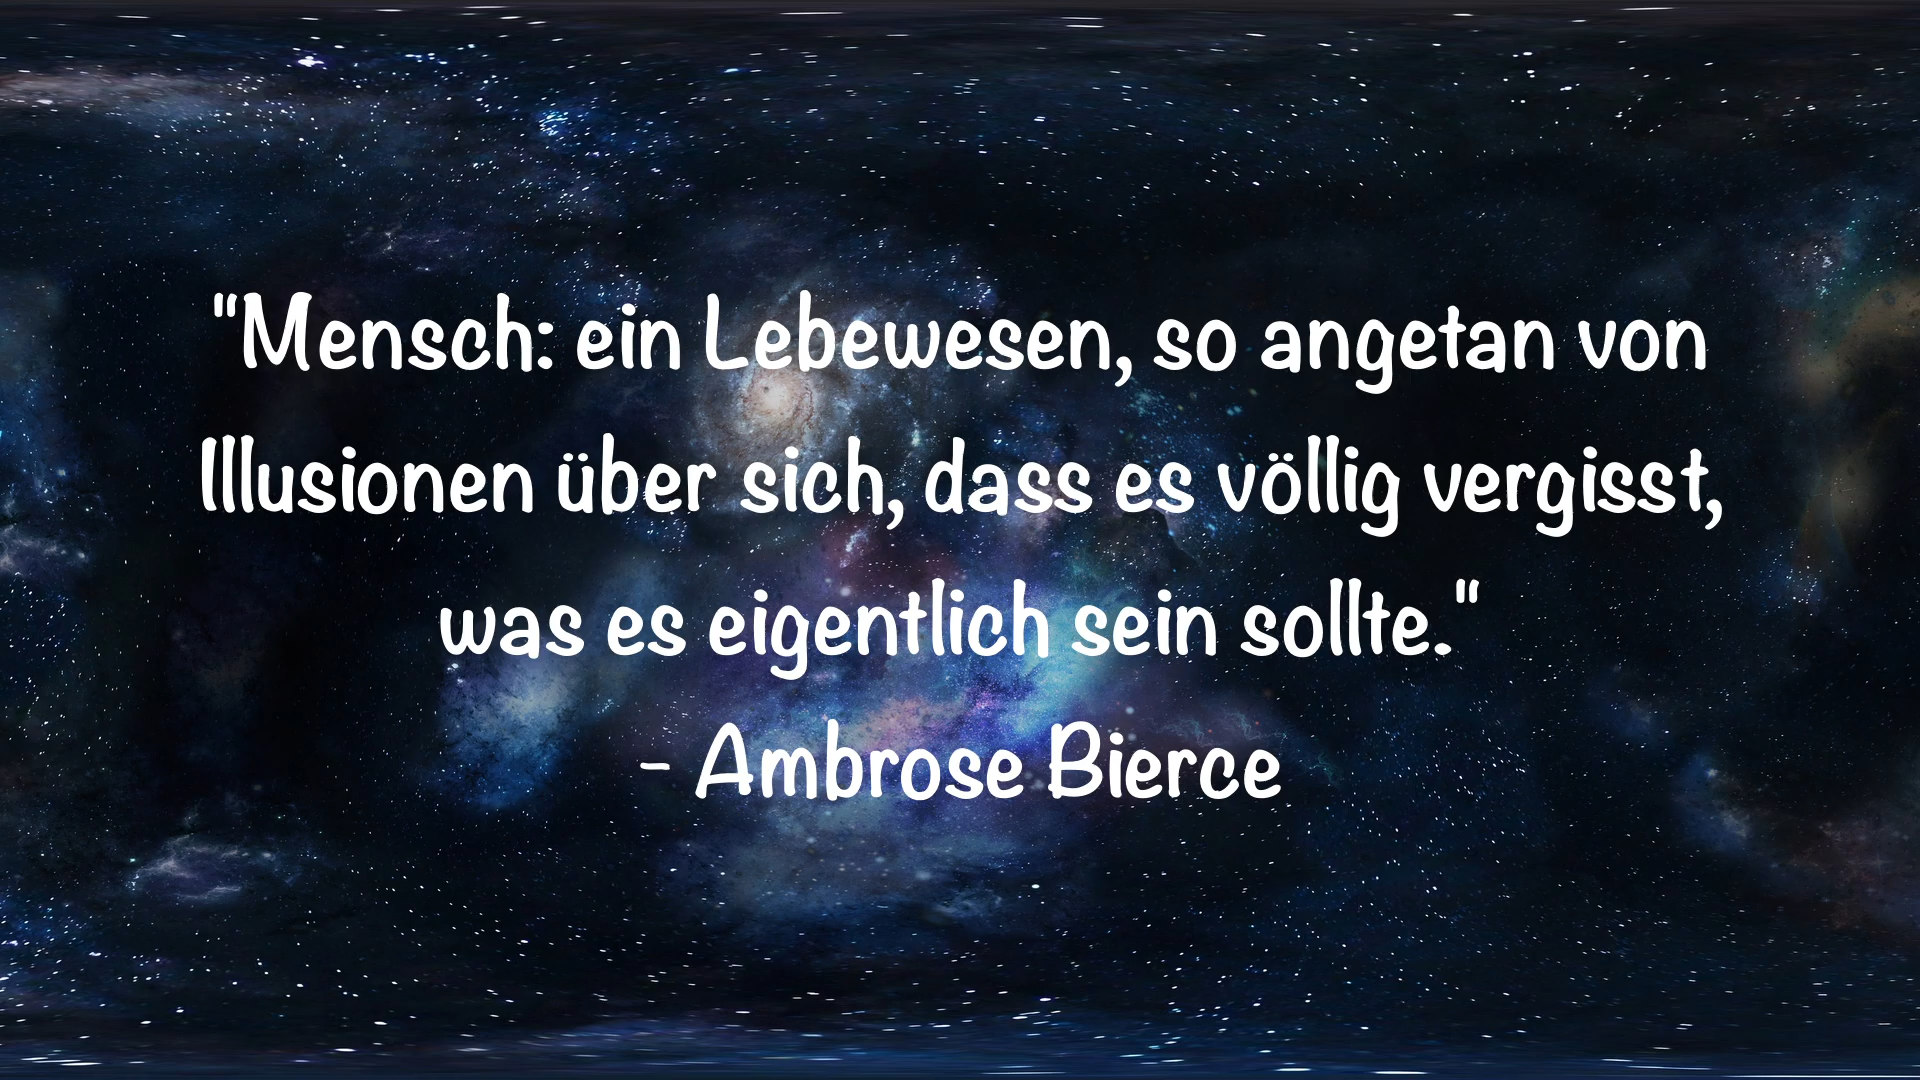 "Mensch: ein Lebewesen, so angetan von
Illusionen über sich, dass es völlig vergisst,
was es eigentlich sein sollte."
- Ambrose Bierce